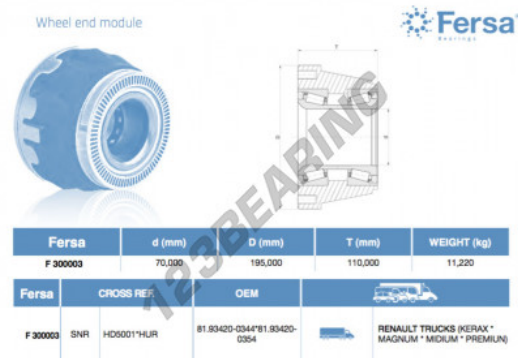 Wheel end module
Fersa
Bearings
T
D
d
123BEARING
Fersa d (mm) D (mm) T (mm) WEIGHT (kg)
F 300003 70,000 195,000 110,000 11,220
Fersa CROSS REF. OEM
F 300003 SNR HD5001*HUR 81.93420-0344*81.93420-
0354
RENAULT TRUCKS (KERAX *
MAGNUM * MIDIUM * PREMIUN)